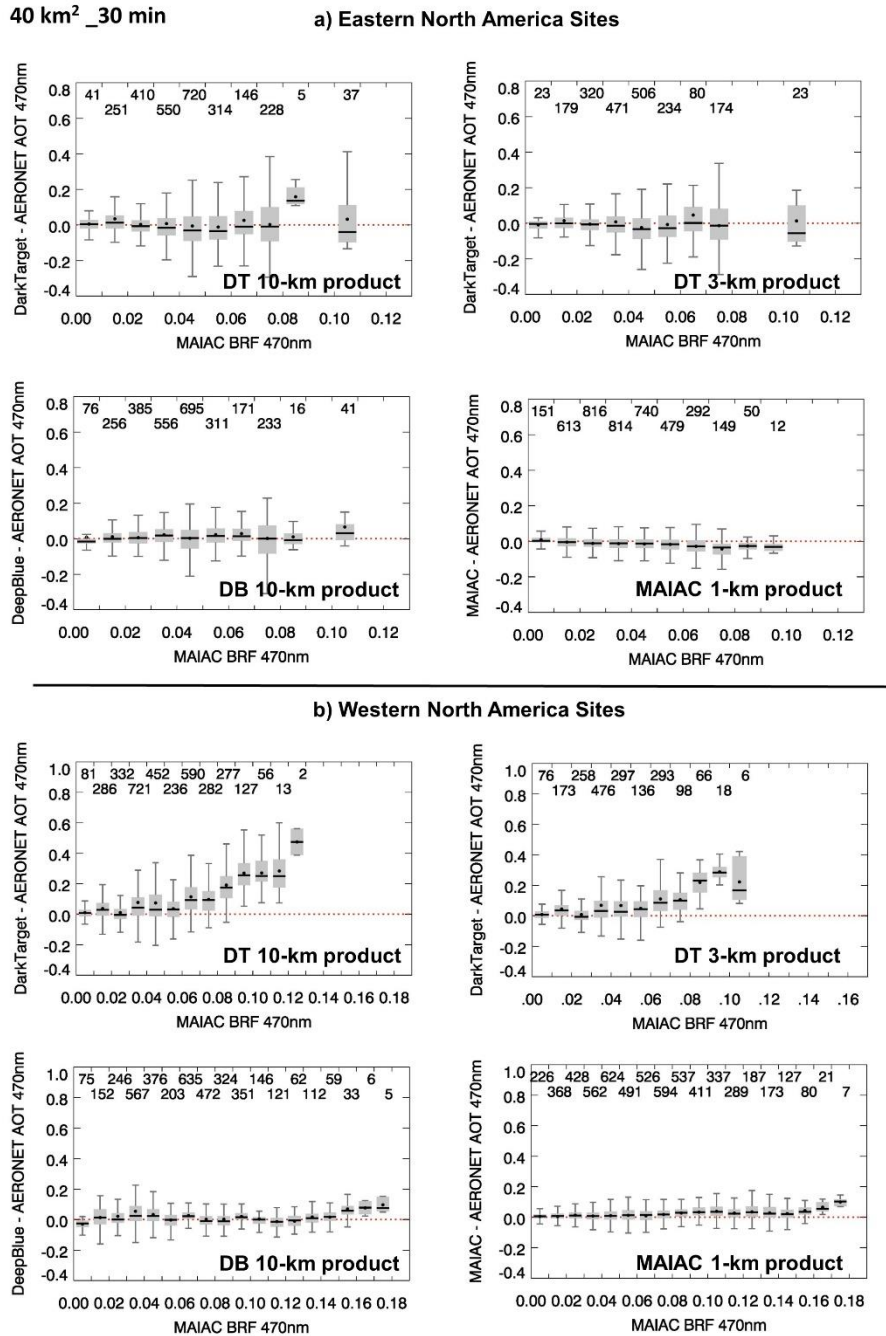 40 km² _30 min
a) Eastern North America Sites
DarkTarget - AERONET AOT 470nm
0.8
0.6
0.4
0.2
0.0
-0.2
-0.4
41 410 720 146 5 37
251 550 314 228
DT 10-km product
0.00 0.02 0.04 0.06 0.08 0.10 0.12
MAIAC BRF 470nm
DarkTarget - AERONET AOT 470nm
0.8
0.6
0.4
0.2
0.0
-0.2
-0.4
23 320 506 80 23
179 471 234 174
DT 3-km product
0.00 0.02 0.04 0.06 0.08 0.10 0.12
MAIAC BRF 470nm
DeepBlue - AERONET AOT 470nm
0.8
0.6
0.4
0.2
0.0
-0.2
-0.4
76 385 695 171 16 41
256 556 311 233
DB 10-km product
0.00 0.02 0.04 0.06 0.08 0.10 0.12
MAIAC BRF 470nm
MAIAC - AERONET AOT 470nm
0.8
0.6
0.4
0.2
0.0
-0.2
-0.4
151 816 740 292 50
613 814 479 149 12
MAIAC 1-km product
0.00 0.02 0.04 0.06 0.08 0.10 0.12
MAIAC BRF 470nm
b) Western North America Sites
DarkTarget - AERONET AOT 470nm
1.0
0.8
0.6
0.4
0.2
0.0
-0.2
-0.4
81 332 452 590 277 56 2
286 721 236 282 127 13
DT 10-km product
0.00 0.02 0.04 0.06 0.08 0.10 0.12 0.14 0.16 0.18
MAIAC BRF 470nm
DarkTarget - AERONET AOT 470nm
1.0
0.8
0.6
0.4
0.2
0.0
-0.2
-0.4
76 258 297 293 66 6
173 476 136 98 18
DT 3-km product
.00 .02 .04 .06 .08 .10 .12 .14 .16
MAIAC BRF 470nm
DeepBlue - AERONET AOT 470nm
1.0
0.8
0.6
0.4
0.2
0.0
-0.2
-0.4
75 246 376 635 324 146 62 59 6
152 567 203 472 351 121 112 33 5
DB 10-km product
0.00 0.02 0.04 0.06 0.08 0.10 0.12 0.14 0.16 0.18
MAIAC BRF 470nm
MAIAC - AERONET AOT 470nm
1.0
0.8
0.6
0.4
0.2
0.0
-0.2
-0.4
226 428 624 526 537 337 187 127 21
368 562 491 594 411 289 173 80 7
MAIAC 1-km product
0.00 0.02 0.04 0.06 0.08 0.10 0.12 0.14 0.16 0.18
MAIAC BRF 470nm